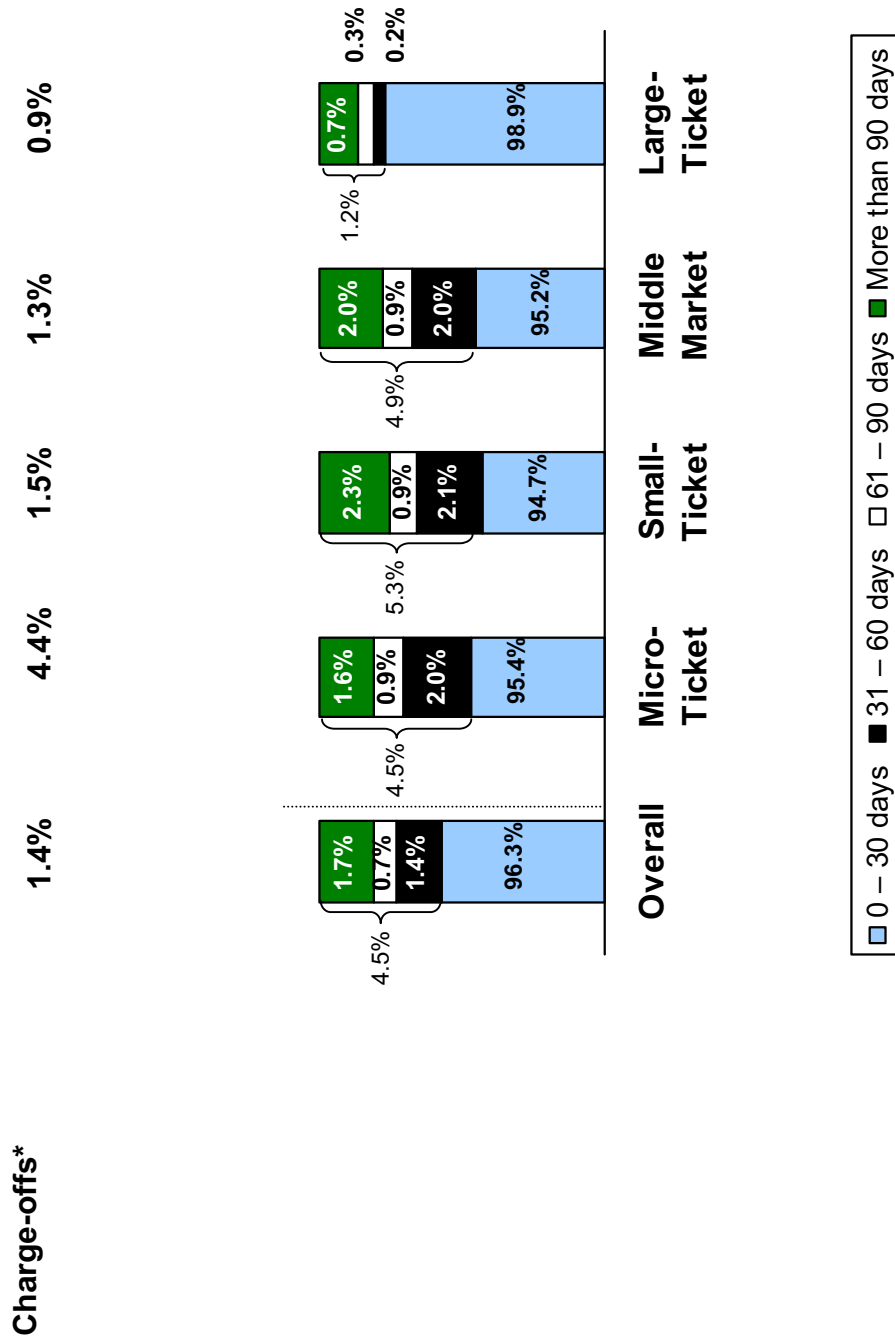 Charge-offs* 1.4% 4.4% 1.5% 1.3% 0.9%
1.7% 1.6% 2.3% 2.0% 0.7% 0.3%
0.7% 0.9% 0.9% 0.9% 0.2%
4.5% 4.5% 5.3% 4.9% 1.2%
1.4% 2.0% 2.1% 2.0%
96.3% 95.4% 94.7% 95.2% 98.9%
Overall Micro- Small- Middle Large-
Ticket Ticket Market Ticket
0 – 30 days 31 – 60 days 61 – 90 days More than 90 days